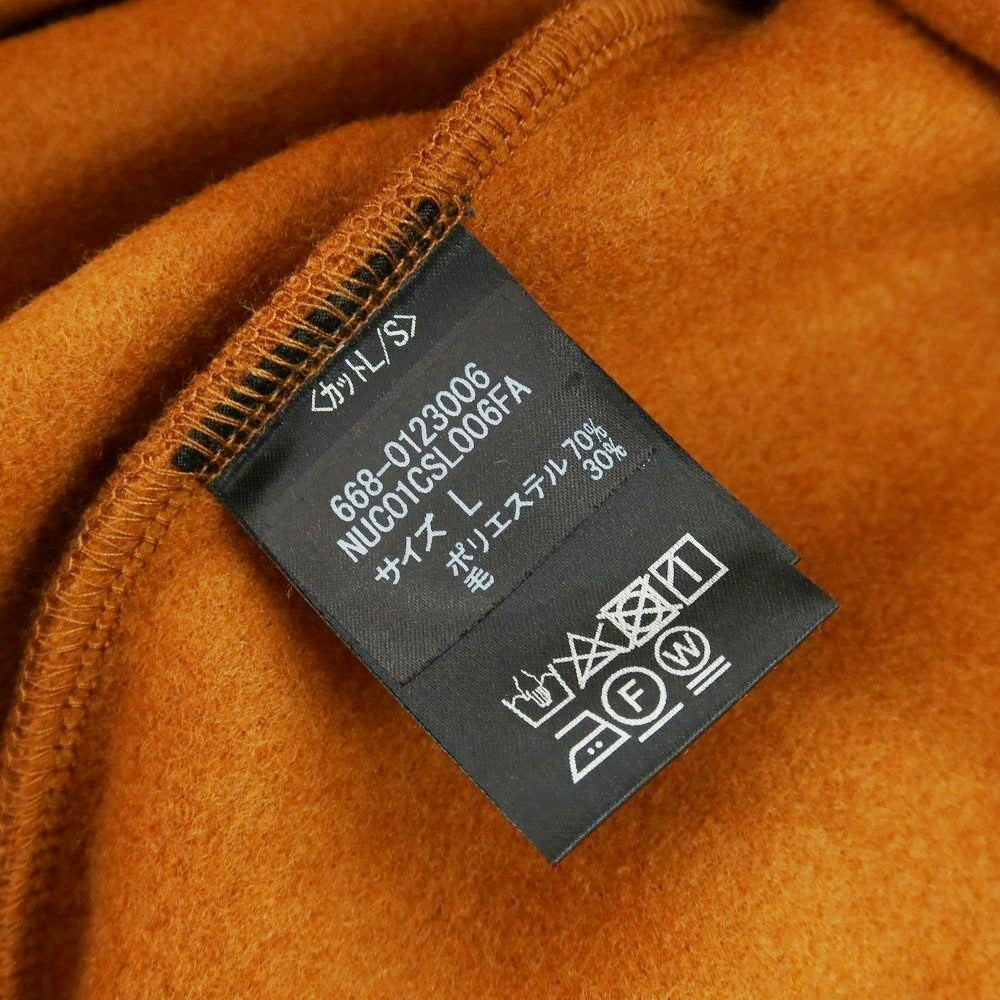 〈カットL/S〉
668-0123006
NUC01CSL006FA
サイズ L
ポリエステル 70%
毛 30%
F W